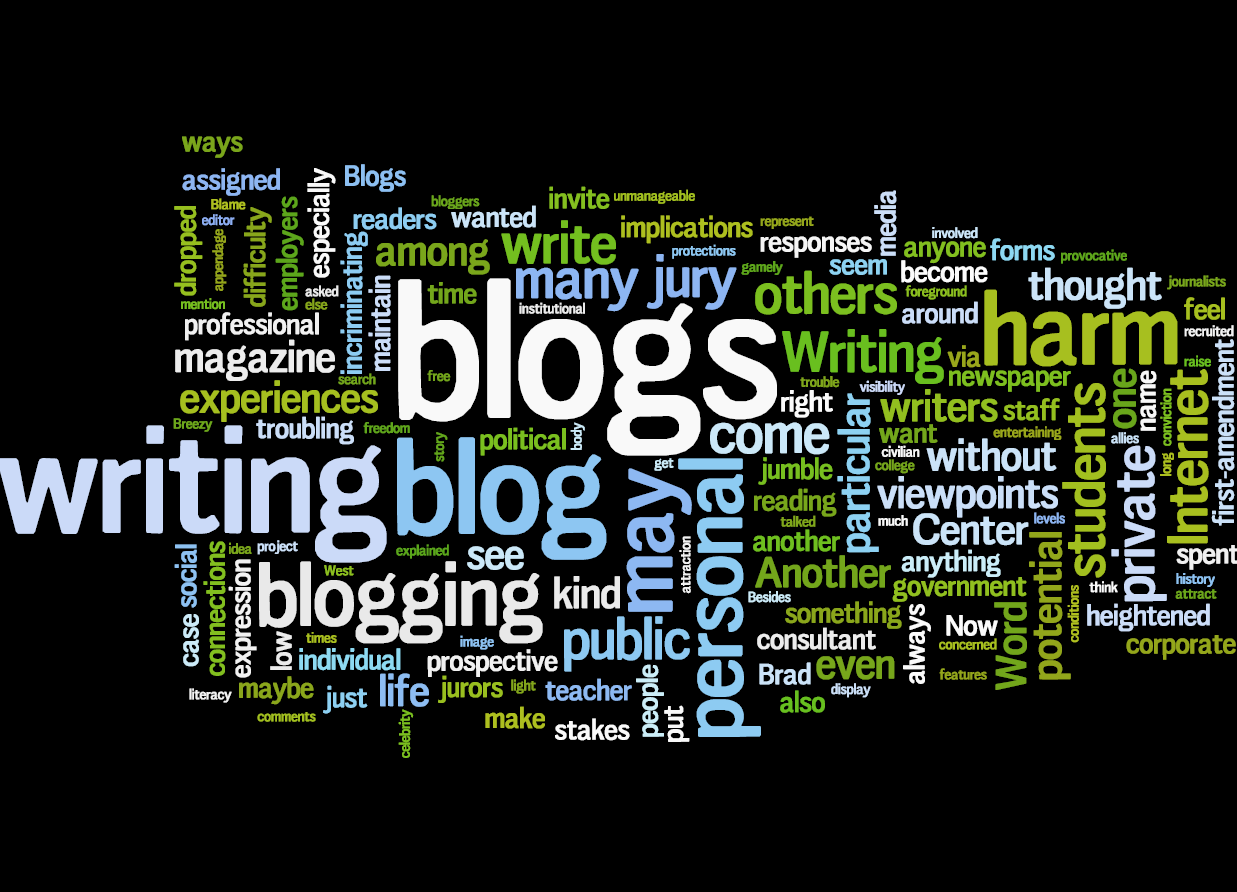 ways
assigned
Blogs
especially
dropped
Blame
editor
appendage
difficulty
employers
mention
asked
else
readers
wanted
bloggers
invite
unmanageable
incriminating
among
write
implications
represent
protections
responses
media
involved
anyone
forms
provocative
maintain
time
many
jury
gamely
seem
become
foreground
thought
journalists
institutional
others
around
harm
feel
recruited
professional
magazine
blogs
Writing
via
newspaper
raise
first-amendment
search
free
trouble
visibility
experiences
right
particular
writers
staff
students
one
name
conviction
Internet
Breezy
troubling
freedom
story
political
body
come
want
entertaining
allies
long
civilian
college
without
writing
blog
get
may
personal
jumble
viewpoints
private
reading
talked
much
Center
levels
another
anything
spent
case
social
connections
idea
project
explained
see
attraction
Another
government
potential
think
history
attract
West
expression
blogging
kind
Besides
something
always
Word
conditions
heightened
low
times
image
public
consultant
Now
concerned
corporate
individual
prospective
people
Brad
even
features
literacy
maybe
just
life
jurors
light
teacher
display
also
comments
celebrity
make
stakes
put